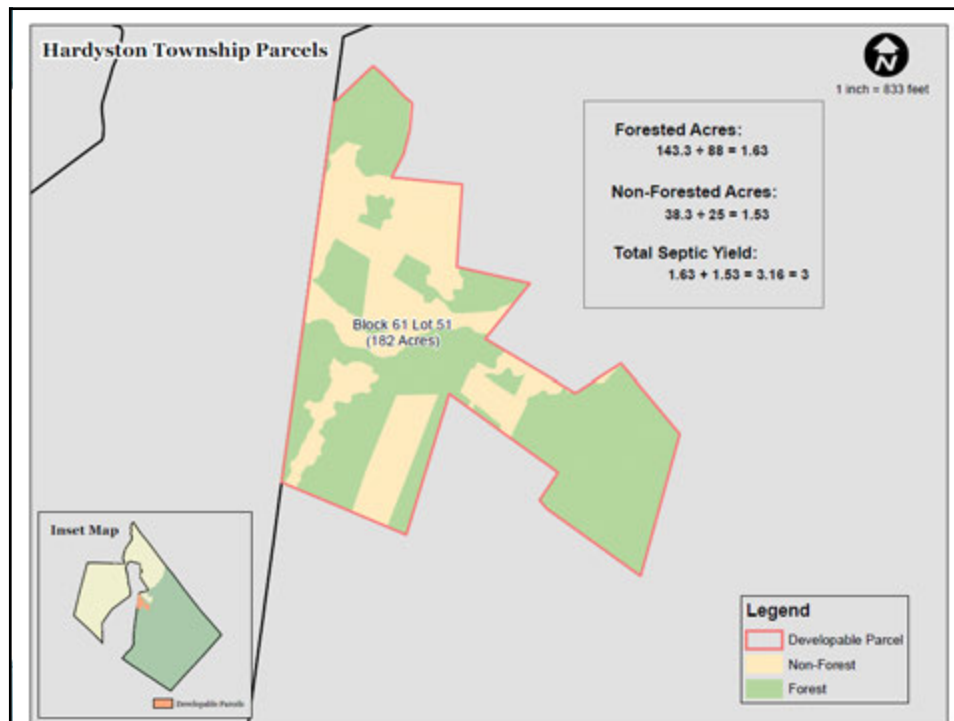 Hardyston Township Parcels
N
1 inch = 833 feet
Forested Acres:
143.3 ÷ 88 = 1.63
Non-Forested Acres:
38.3 ÷ 25 = 1.53
Total Septic Yield:
1.63 + 1.53 = 3.16 = 3
Block 61 Lot 51
(182 Acres)
Inset Map
Developable Parcels
Legend
Developable Parcel
Non-Forest
Forest